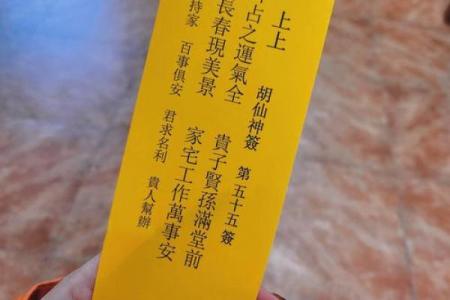 上上 胡仙神簽 第五十五簽
占之運氣全 貴子賢孫滿堂前
長春現美景 家宅工作萬事安
持家 百事俱安 君求名利 貴人幫辦